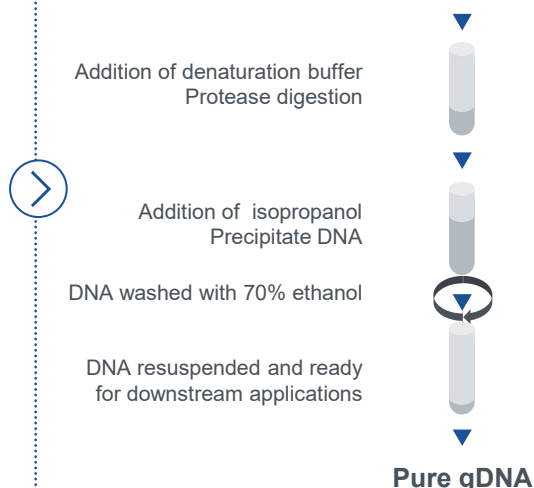 Addition of denaturation buffer
Protease digestion
Addition of isopropanol
Precipitate DNA
DNA washed with 70% ethanol
DNA resuspended and ready
for downstream applications
Pure gDNA